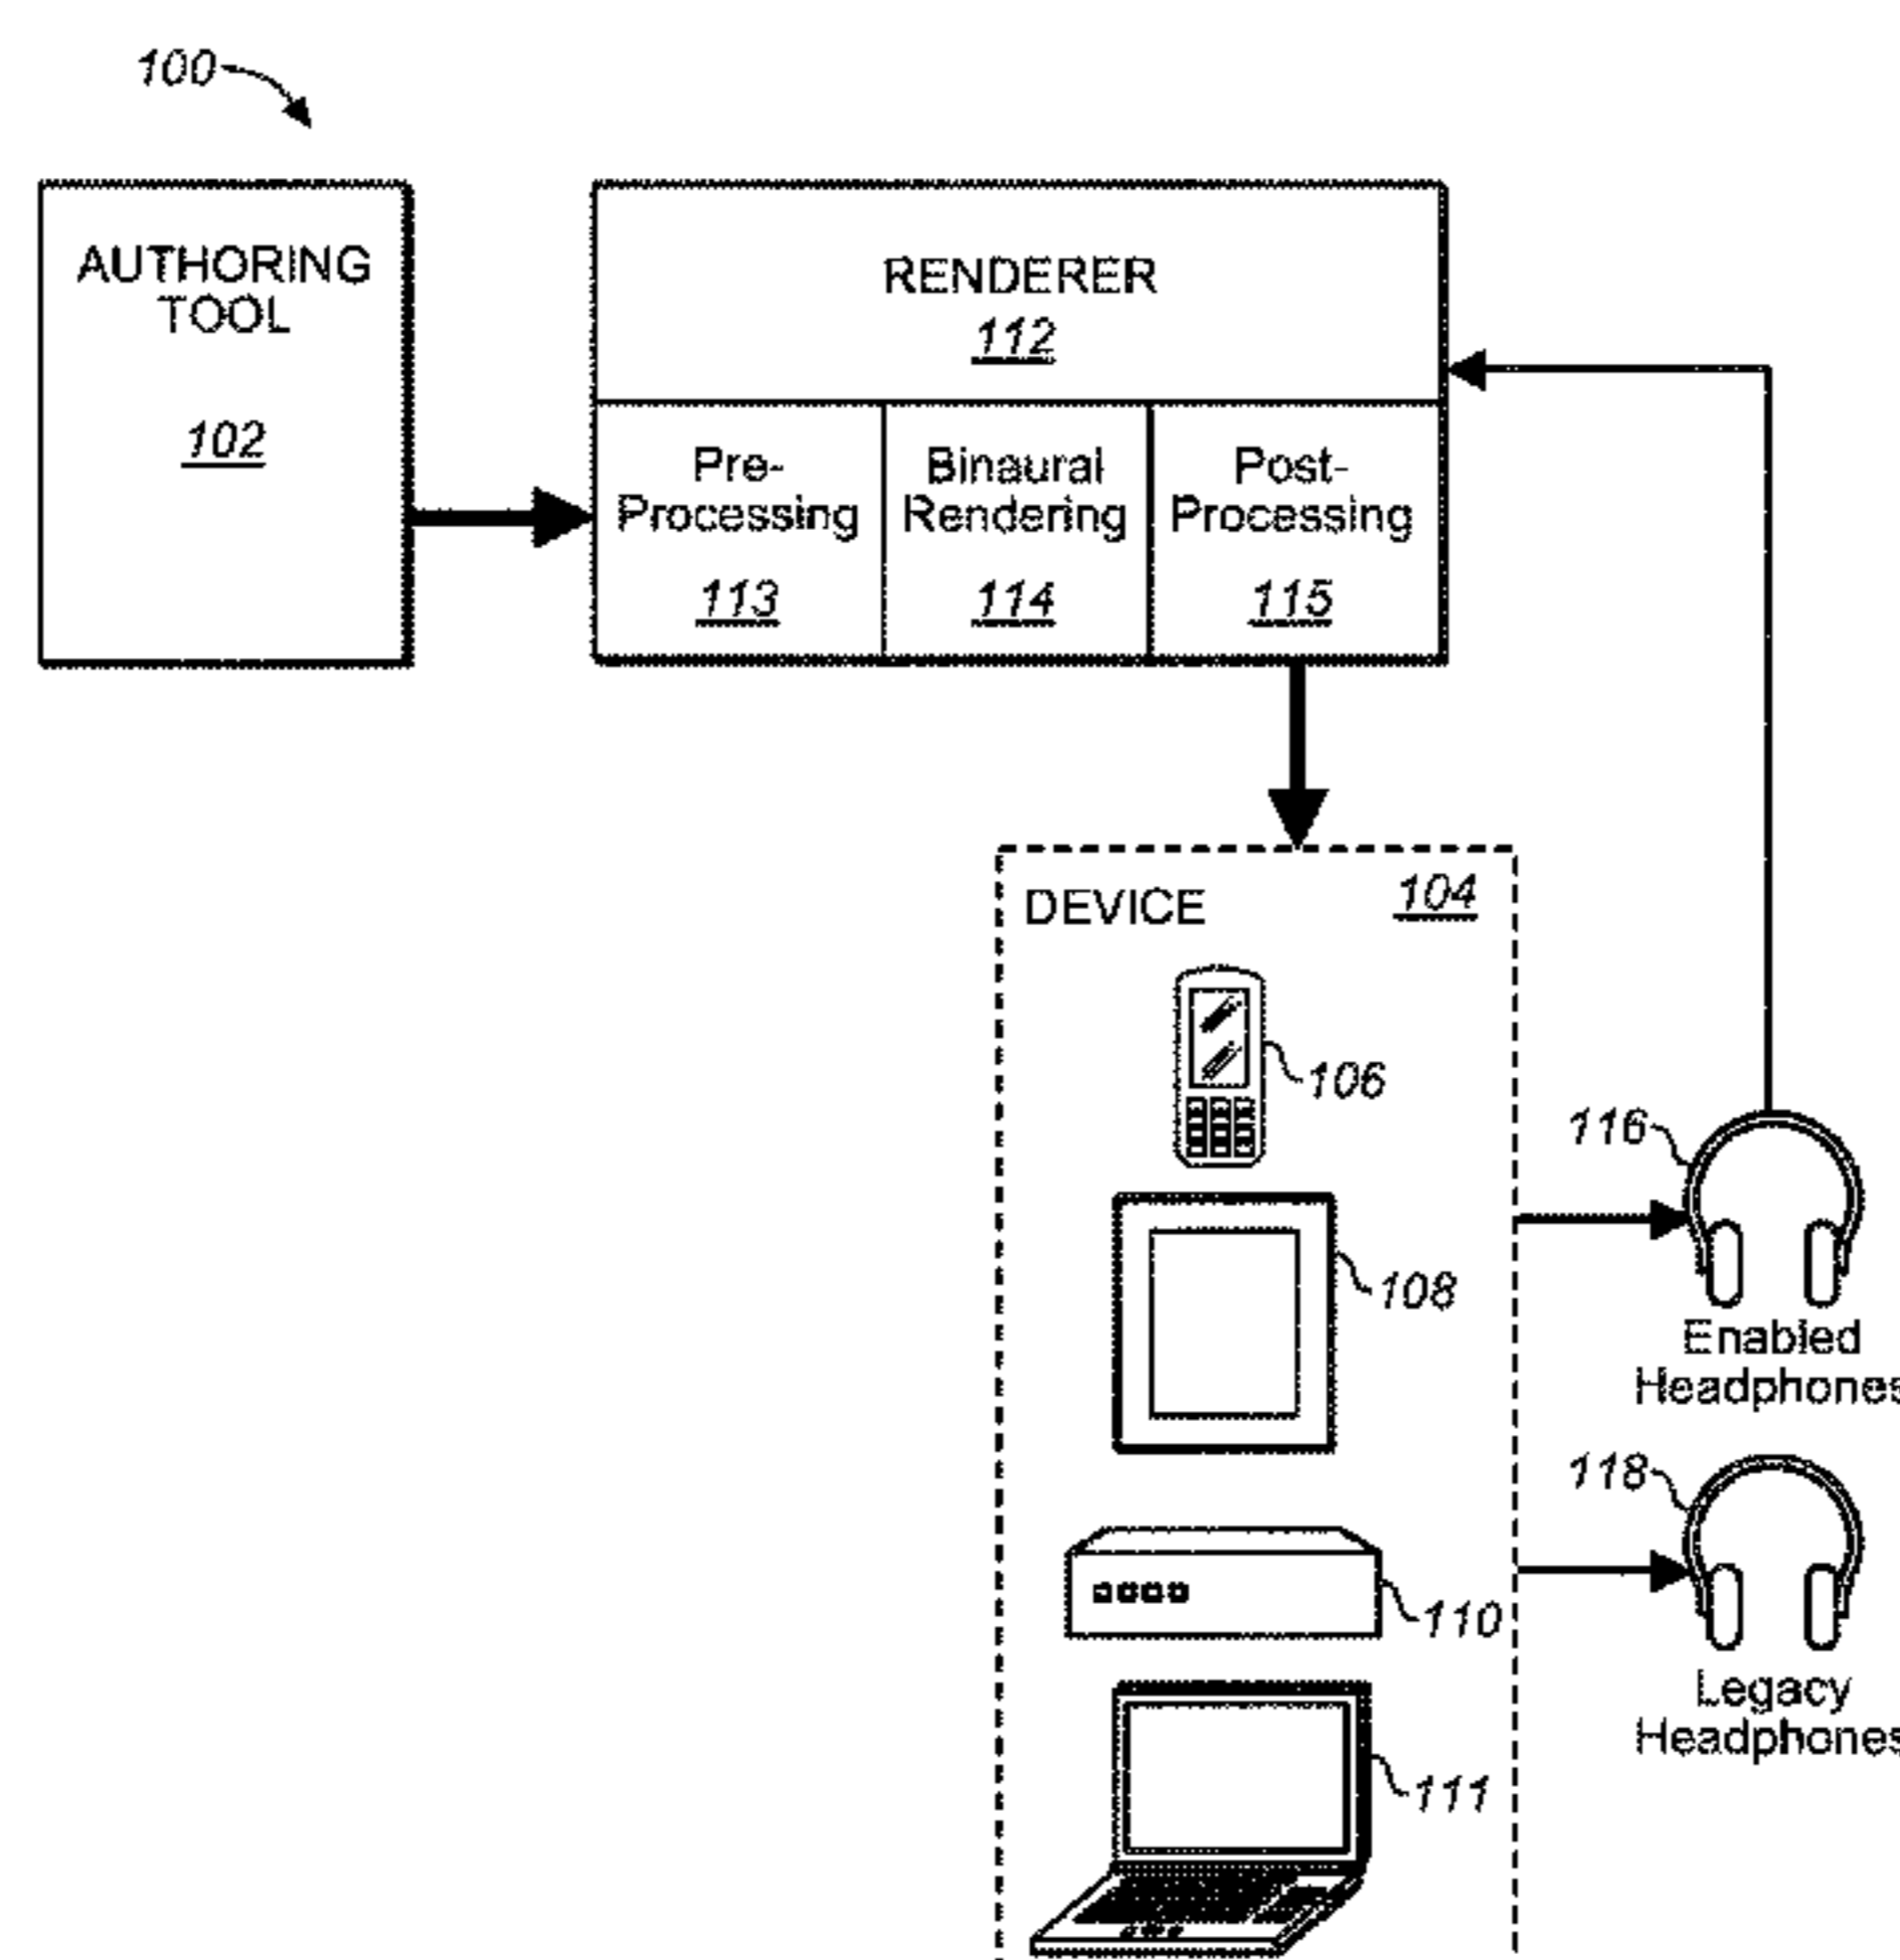 100
AUTHORING
TOOL
102
RENDERER
112
Pre-
Processing
113
Binaural
Rendering
114
Post-
Processing
115
DEVICE
104
106
108
110
111
116
Enabled
Headphones
118
Legacy
Headphones